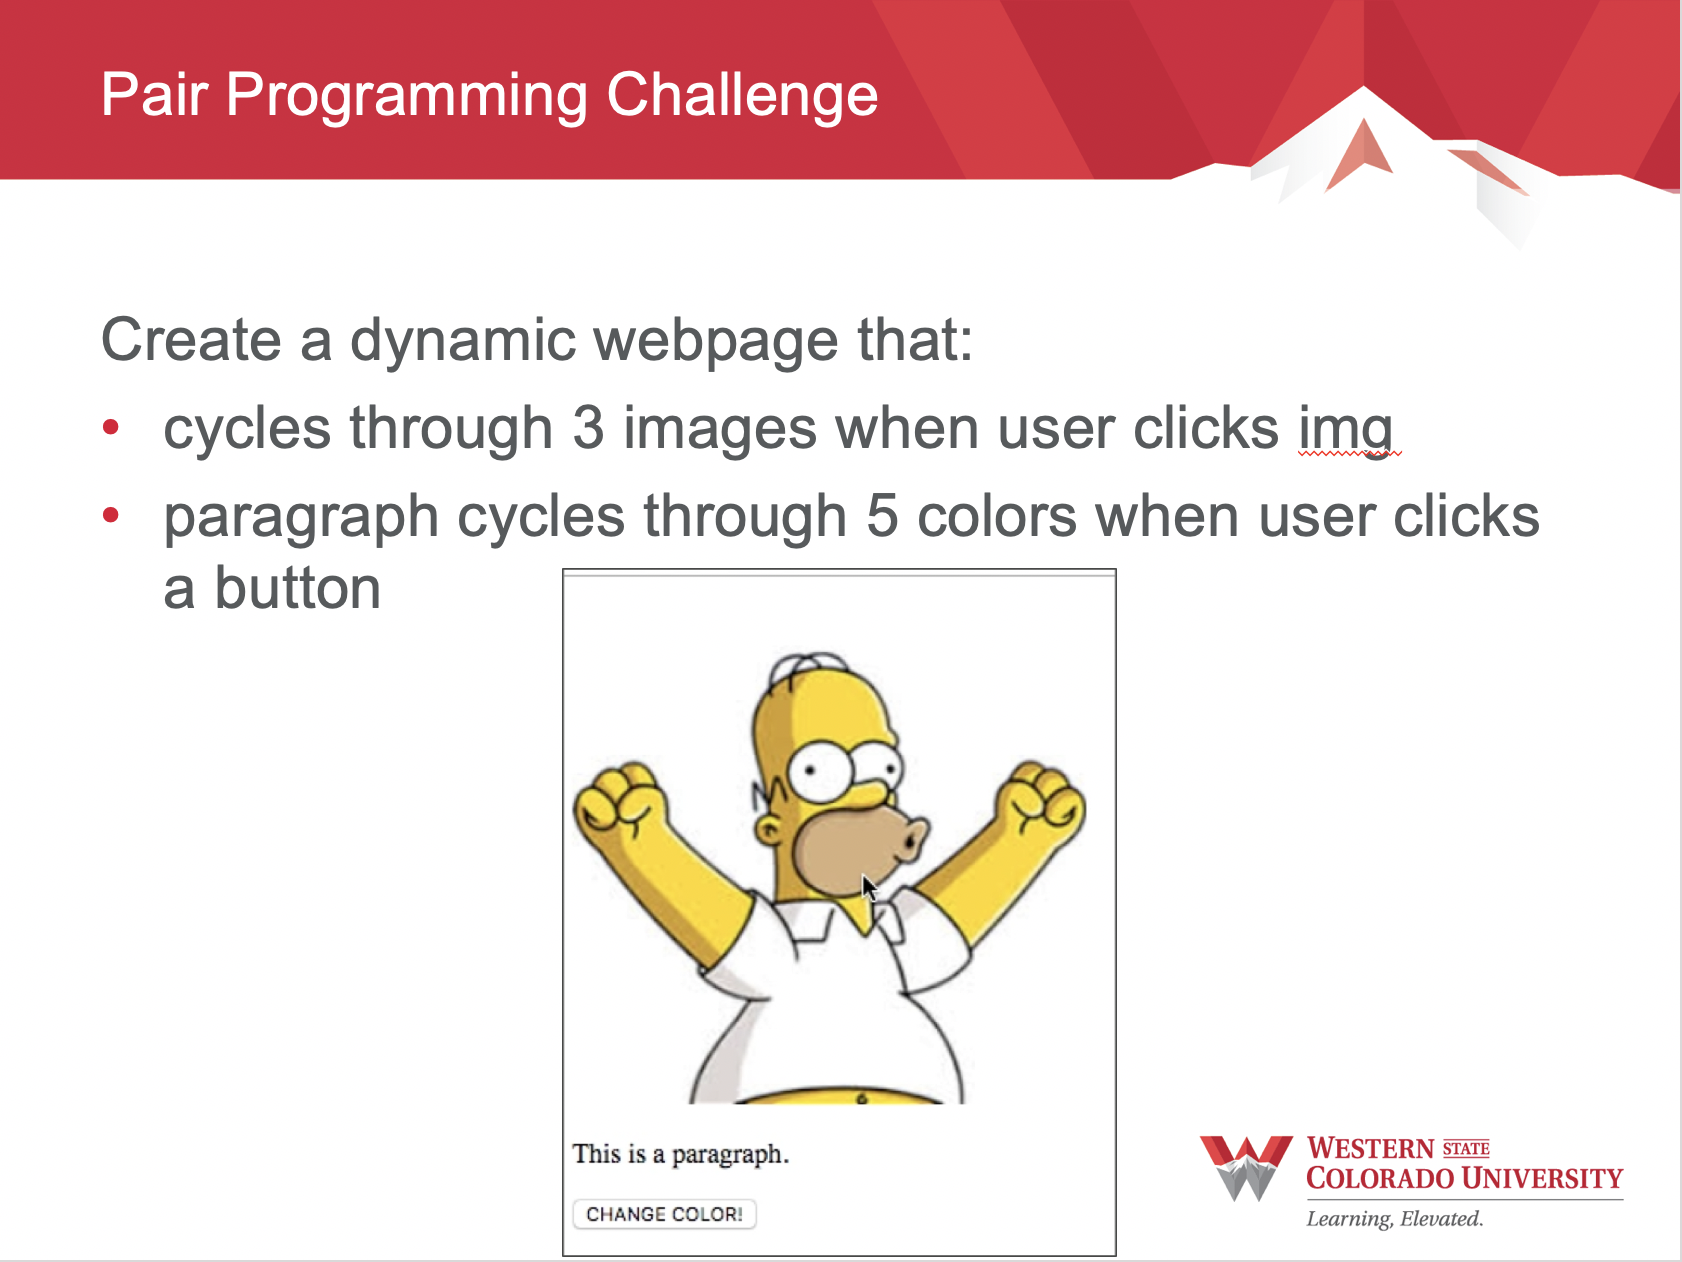 Pair Programming Challenge
Create a dynamic webpage that:
• cycles through 3 images when user clicks img
• paragraph cycles through 5 colors when user clicks
a button
This is a paragraph.
CHANGE COLOR!
WESTERN STATE
COLORADO UNIVERSITY
Learning, Elevated.